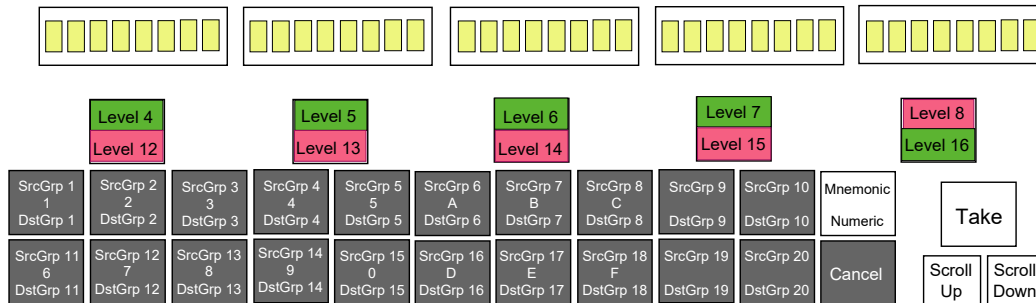 Level 4
Level 5
Level 6
Level 7
Level 8
Level 12
Level 13
Level 14
Level 15
Level 16
SrcGrp 1
1
DstGrp 1
SrcGrp 2
2
DstGrp 2
SrcGrp 3
3
DstGrp 3
SrcGrp 4
4
DstGrp 4
SrcGrp 5
5
DstGrp 5
SrcGrp 6
A
DstGrp 6
SrcGrp 7
B
DstGrp 7
SrcGrp 8
C
DstGrp 8
SrcGrp 9
DstGrp 9
SrcGrp 10
DstGrp 10
Mnemonic
Numeric
Take
SrcGrp 11
6
DstGrp 11
SrcGrp 12
7
DstGrp 12
SrcGrp 13
8
DstGrp 13
SrcGrp 14
9
DstGrp 14
SrcGrp 15
0
DstGrp 15
SrcGrp 16
D
DstGrp 16
SrcGrp 17
E
DstGrp 17
SrcGrp 18
F
DstGrp 18
SrcGrp 19
DstGrp 19
SrcGrp 20
DstGrp 20
Cancel
Scroll
Up
Scroll
Down